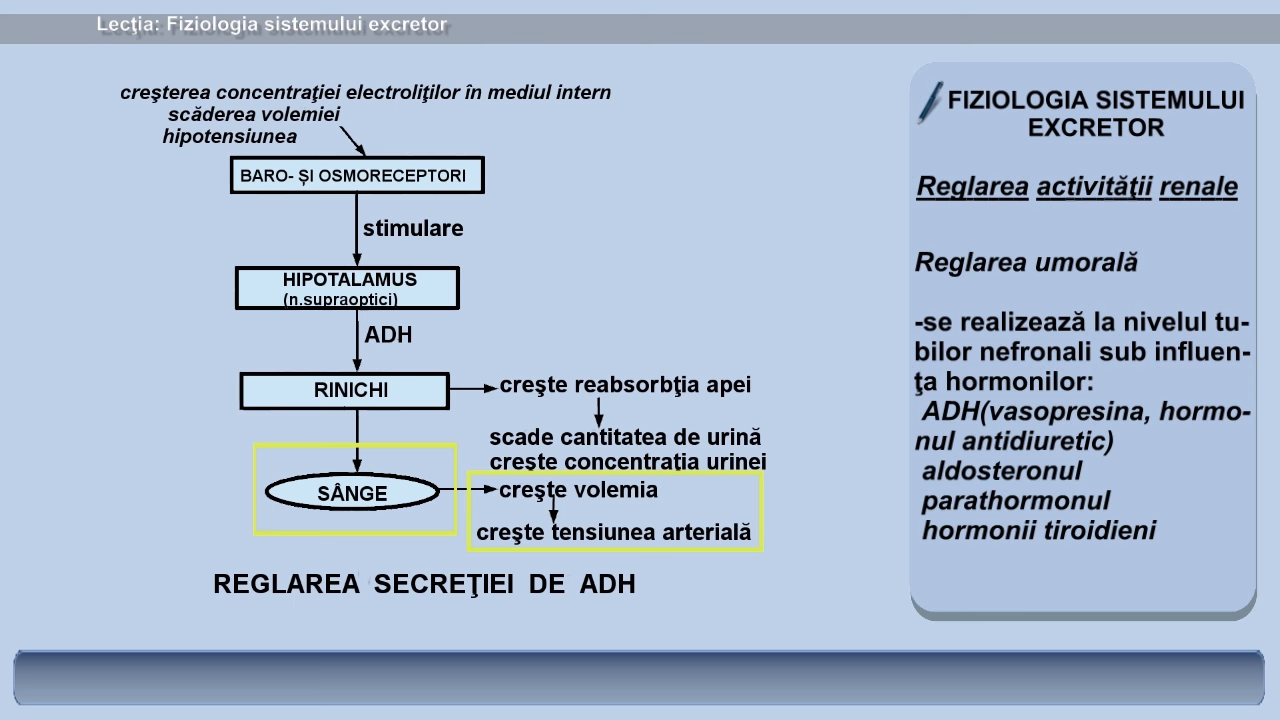 Lecţia: Fiziologia sistemului excretor
creşterea concentraţiei electroliţilor în mediul intern
scăderea volemiei
hipotensiunea
BARO- ȘI OSMORECEPTORI
stimulare
HIPOTALAMUS
(n.supraoptici)
ADH
RINICHI
creşte reabsorbţia apei
scade cantitatea de urină
creşte concentraţia urinei
SÂNGE
creşte volemia
creşte tensiunea arterială
REGLAREA SECREŢIEI DE ADH
FIZIOLOGIA SISTEMULUI
EXCRETOR
Reglarea activităţii renale
Reglarea umorală
-se realizează la nivelul tu-
bilor nefronali sub influen-
ţa hormonilor:
ADH(vasopresina, hormo-
nul antidiuretic)
aldosteronul
parathormonul
hormonii tiroidieni